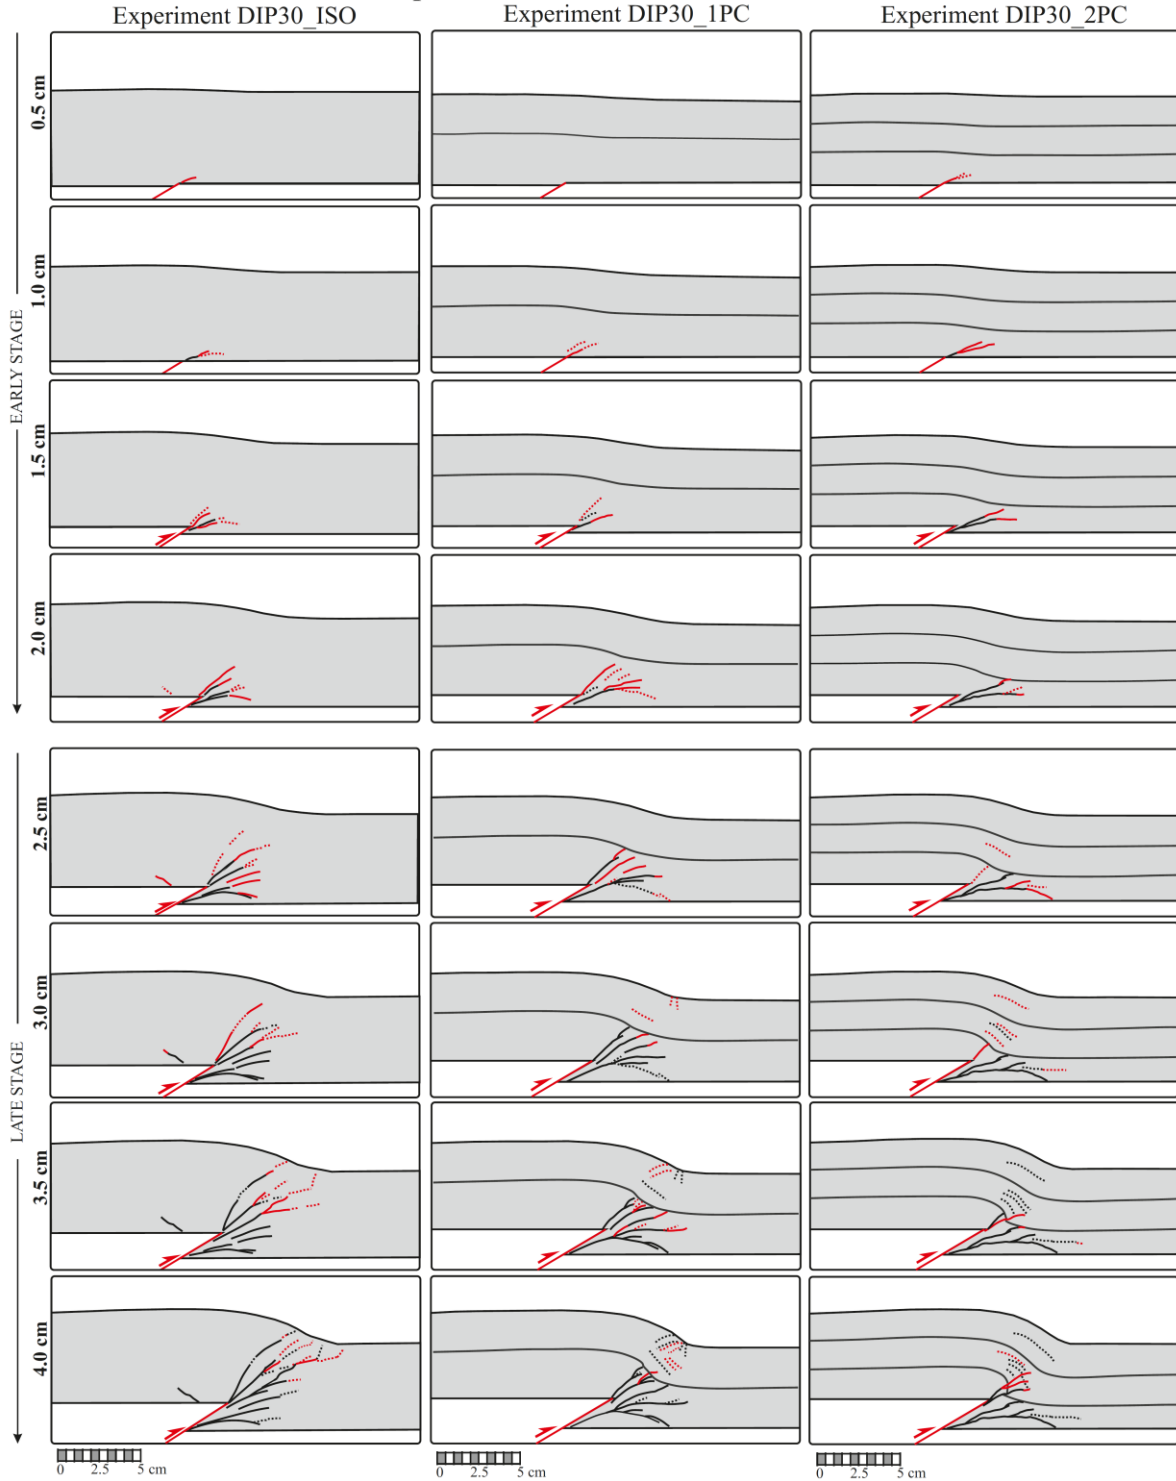 Experiment DIP30_ISO
Experiment DIP30_1PC
Experiment DIP30_2PC
0.5 cm
1.0 cm
1.5 cm
2.0 cm
EARLY STAGE
2.5 cm
3.0 cm
3.5 cm
4.0 cm
LATE STAGE
0 2.5 5 cm
0 2.5 5 cm
0 2.5 5 cm